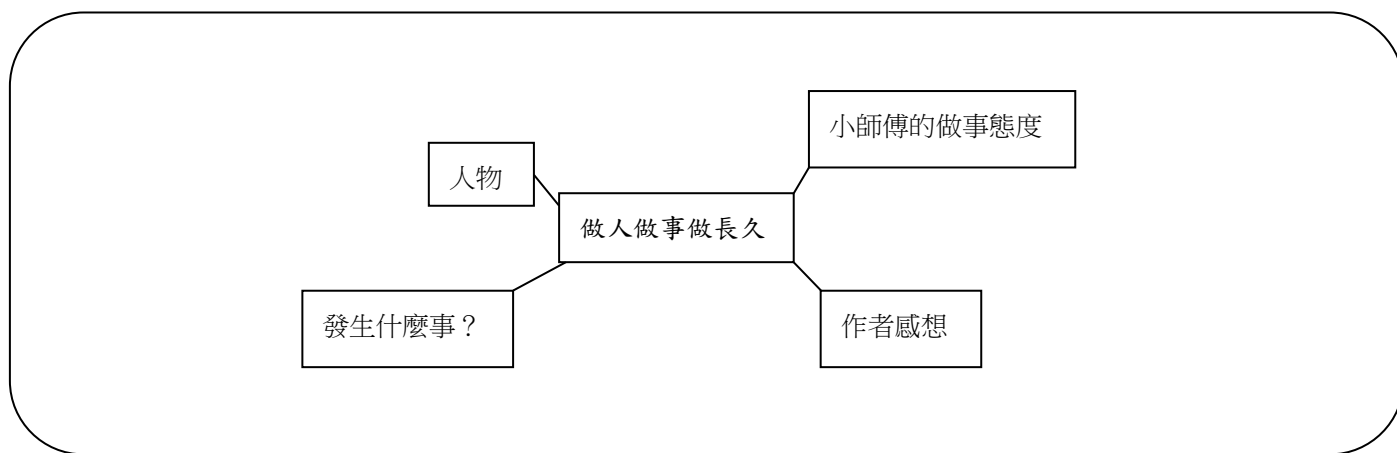 小師傅的做事態度
人物
做人做事做長久
發生什麼事？
作者感想